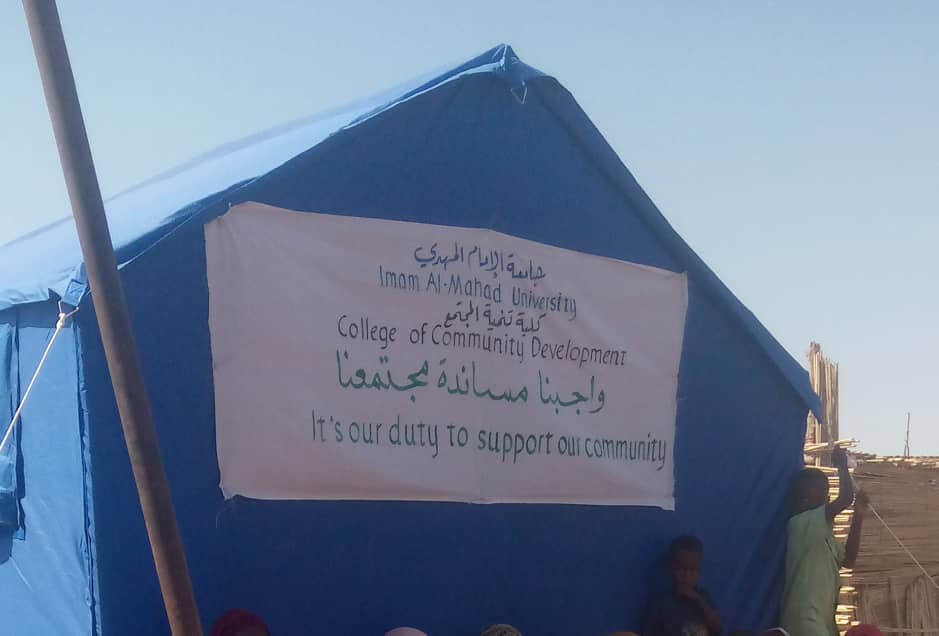 جامعة الإمام المهدي
Imam Al-Mahad University
كلية تنمية المجتمع
College of Community Development
واجبنا مساندة مجتمعنا
It's our duty to support our community